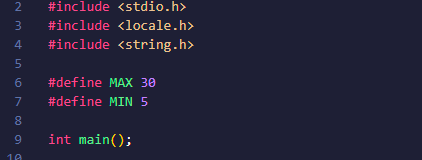 2 #include <stdio.h>
3 #include <locale.h>
4 #include <string.h>
5
6 #define MAX 30
7 #define MIN 5
8
9 int main();
10